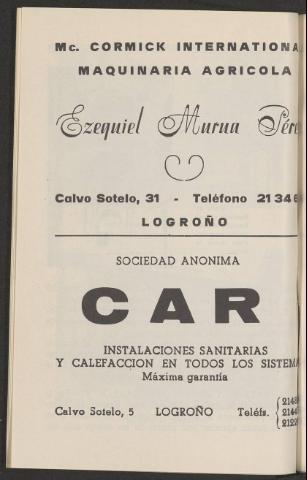 Mc. CORMICK INTERNATIONA
MAQUINARIA AGRICOLA
Ezequiel Murua Pére
Calvo Sotelo, 31 - Teléfono 2134
LOGROÑO
SOCIEDAD ANONIMA
CAR
INSTALACIONES SANITARIAS
Y CALEFACCION EN TODOS LOS SISTEMA
Máxima garantía
Calvo Sotelo, 5 LOGROÑO Teléfs.